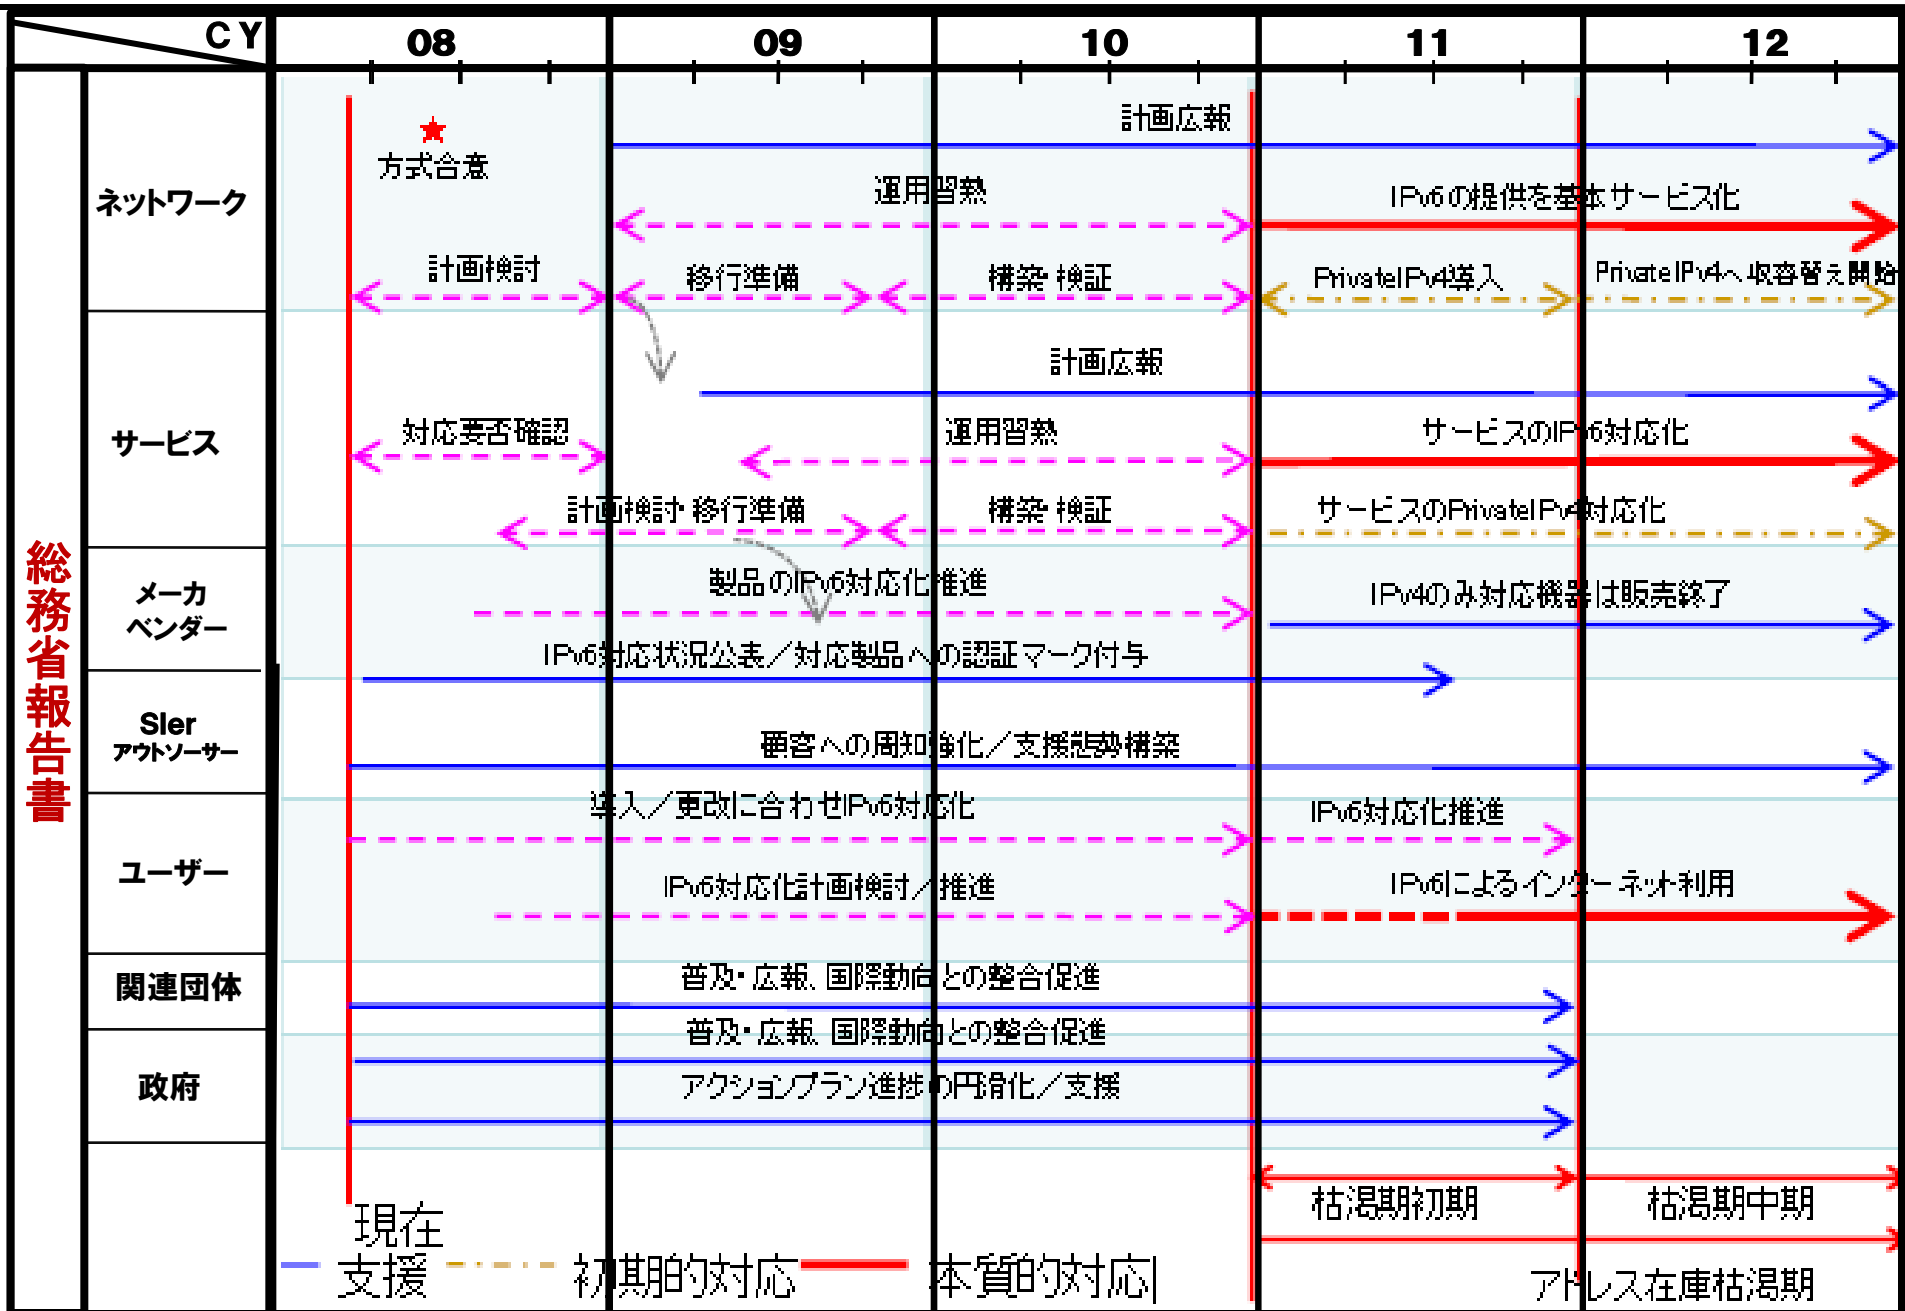 CY
08
09
10
11
12
総務省報告書
ネットワーク
計画広報
方式合意
運用習熟
IPv6の提供を基本サービス化
計画検討
移行準備
構築・検証
PrivateIPv4導入
PrivateIPv4へ収容替え開始
サービス
計画広報
対応要否確認
運用習熟
サービスのIPv6対応化
計画検討・移行準備
構築・検証
サービスのPrivateIPv4対応化
メーカ
ベンダー
製品のIPv6対応化推進
IPv4のみ対応機器は販売終了
IPv6対応状況公表／対応製品への認証マーク付与
SIer
アウトソーサー
顧客への周知強化／支援態勢構築
ユーザー
導入／更改に合わせIPv6対応化
IPv6対応化推進
IPv6対応化計画検討／推進
IPv6によるインターネット利用
関連団体
普及・広報、国際動向との整合促進
政府
普及・広報、国際動向との整合促進
アクションプラン進捗の円滑化／支援
枯渇期初期
枯渇期中期
現在
支援
初期的対応
本質的対応
アドレス在庫枯渇期